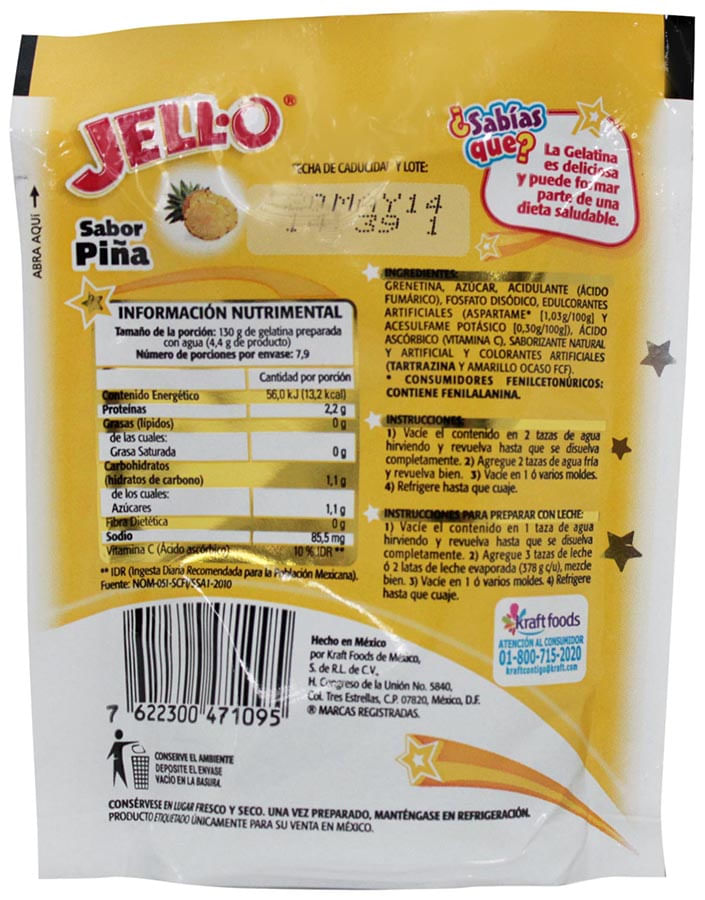 JELL-O®
¿Sabías
que?
La Gelatina
es deliciosa
y puede formar
parte de una
dieta saludable.
FECHA DE CADUCIDAD Y LOTE:
MAY14
39 1
ABRA AQUÍ →
Sabor
Piña
INFORMACIÓN NUTRIMENTAL
Tamaño de la porción: 130 g de gelatina preparada
con agua (4,4 g de producto)
Número de porciones por envase: 7,9
Cantidad por porción
Contenido Energético 56,0 kJ (13,2 kcal)
Proteínas 2,2 g
Grasas (lípidos) 0 g
de las cuales:
Grasa Saturada 0 g
Carbohidratos
(hidratos de carbono) 1,1 g
de los cuales:
Azúcares 1,1 g
Fibra Dietética 0 g
Sodio 85,5 mg
Vitamina C (Ácido ascórbico) 10 % IDR **
** IDR (Ingesta Diaria Recomendada para la Población Mexicana).
Fuente: NOM-051-SCFI/SSA1-2010
INGREDIENTES:
GRENETINA, AZÚCAR, ACIDULANTE (ÁCIDO
FUMÁRICO), FOSFATO DISÓDICO, EDULCORANTES
ARTIFICIALES (ASPARTAME* [1,03g/100g] Y
ACESULFAME POTÁSICO [0,30g/100g]), ÁCIDO
ASCÓRBICO (VITAMINA C), SABORIZANTE NATURAL
Y ARTIFICIAL Y COLORANTES ARTIFICIALES
(TARTRAZINA Y AMARILLO OCASO FCF).
* CONSUMIDORES FENILCETONÚRICOS:
CONTIENE FENILALANINA.
INSTRUCCIONES:
1) Vacíe el contenido en 2 tazas de agua
hirviendo y revuelva hasta que se disuelva
completamente. 2) Agregue 2 tazas de agua fría
y revuelva bien. 3) Vacíe en 1 ó varios moldes.
4) Refrigere hasta que cuaje.
INSTRUCCIONES PARA PREPARAR CON LECHE:
1) Vacíe el contenido en 1 taza de agua
hirviendo y revuelva hasta que se disuelva
completamente. 2) Agregue 3 tazas de leche
ó 2 latas de leche evaporada (378 g c/u), mezcle
bien. 3) Vacíe en 1 ó varios moldes. 4) Refrigere
hasta que cuaje.
kraft foods
ATENCIÓN AL CONSUMIDOR
01-800-715-2020
kraftcontigo@kraft.com
Hecho en México
por Kraft Foods de México,
S. de R.L. de C.V.,
H. Congreso de la Unión No. 5840,
Col. Tres Estrellas, C.P. 07820, México, D.F.
® MARCAS REGISTRADAS.
7 622300 471095
CONSERVE EL AMBIENTE
DEPOSITE EL ENVASE
VACÍO EN LA BASURA
CONSÉRVESE EN LUGAR FRESCO Y SECO. UNA VEZ PREPARADO, MANTÉNGASE EN REFRIGERACIÓN.
PRODUCTO ETIQUETADO ÚNICAMENTE PARA SU VENTA EN MÉXICO.